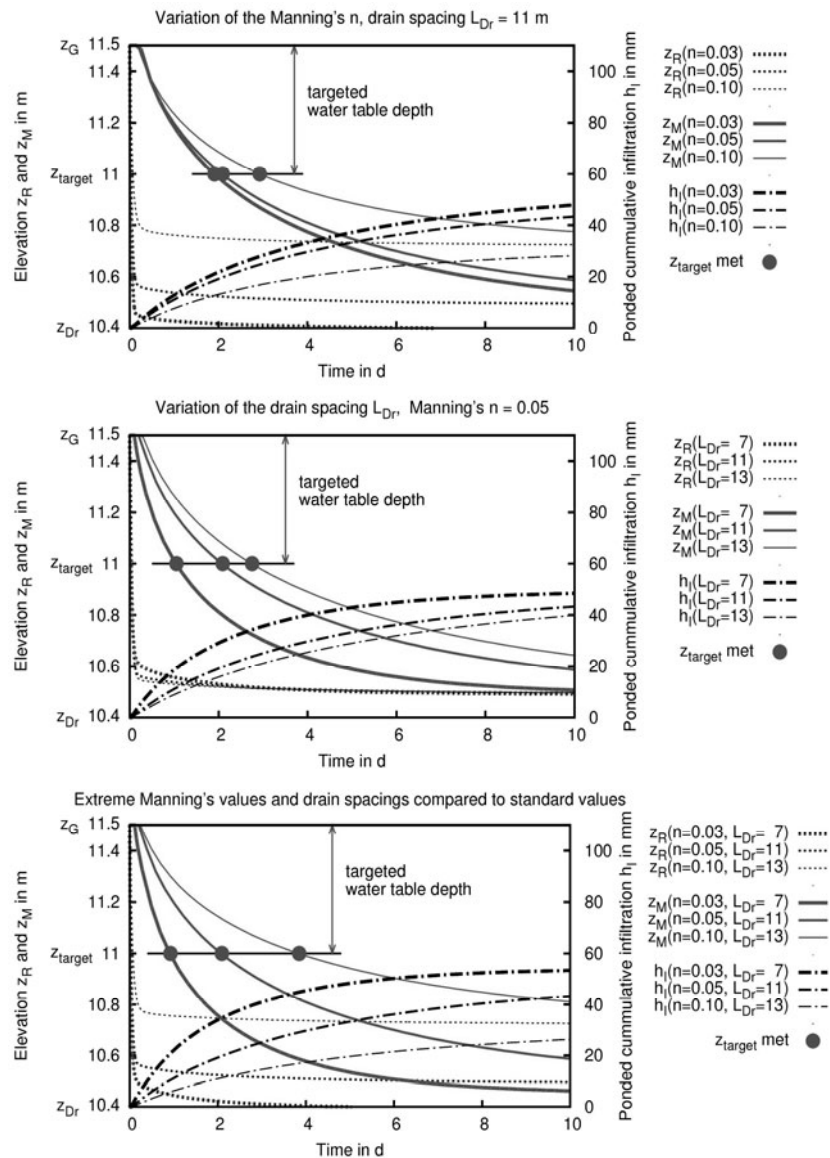 Variation of the Manning's n, drain spacing L_Dr = 11 m
z_G 11.5
11.4
11.2
z_target 11
10.8
10.6
z_Dr 10.4
Elevation z_R and z_M in m
targeted
water table depth
100
80
60
40
20
0
Ponded cummulative infiltration h_I in mm
0 2 4 6 8 10
Time in d
z_R(n=0.03)
z_R(n=0.05)
z_R(n=0.10)
z_M(n=0.03)
z_M(n=0.05)
z_M(n=0.10)
h_I(n=0.03)
h_I(n=0.05)
h_I(n=0.10)
z_target met
Variation of the drain spacing L_Dr, Manning's n = 0.05
z_G 11.5
11.4
11.2
z_target 11
10.8
10.6
z_Dr 10.4
Elevation z_R and z_M in m
targeted
water table depth
100
80
60
40
20
0
Ponded cummulative infiltration h_I in mm
0 2 4 6 8 10
Time in d
z_R(L_Dr= 7)
z_R(L_Dr=11)
z_R(L_Dr=13)
z_M(L_Dr= 7)
z_M(L_Dr=11)
z_M(L_Dr=13)
h_I(L_Dr= 7)
h_I(L_Dr=11)
h_I(L_Dr=13)
z_target met
Extreme Manning's values and drain spacings compared to standard values
z_G 11.5
11.4
11.2
z_target 11
10.8
10.6
z_Dr 10.4
Elevation z_R and z_M in m
targeted
water table depth
100
80
60
40
20
0
Ponded cummulative infiltration h_I in mm
0 2 4 6 8 10
Time in d
z_R(n=0.03, L_Dr= 7)
z_R(n=0.05, L_Dr=11)
z_R(n=0.10, L_Dr=13)
z_M(n=0.03, L_Dr= 7)
z_M(n=0.05, L_Dr=11)
z_M(n=0.10, L_Dr=13)
h_I(n=0.03, L_Dr= 7)
h_I(n=0.05, L_Dr=11)
h_I(n=0.10, L_Dr=13)
z_target met